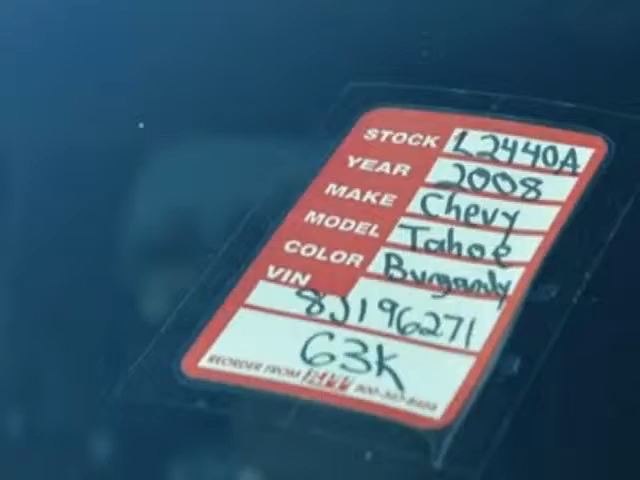 STOCK L2440A
YEAR 2008
MAKE Chevy
MODEL Tahoe
COLOR Burgandy
VIN
8J196271
63K
REORDER FROM